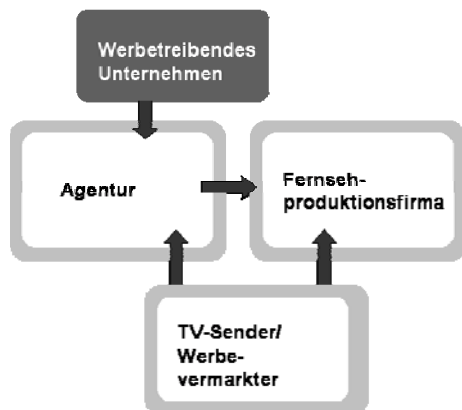 Werbetreibendes
Unternehmen
Agentur
Fernseh-
produktionsfirma
TV-Sender/
Werbe-
vermarkter